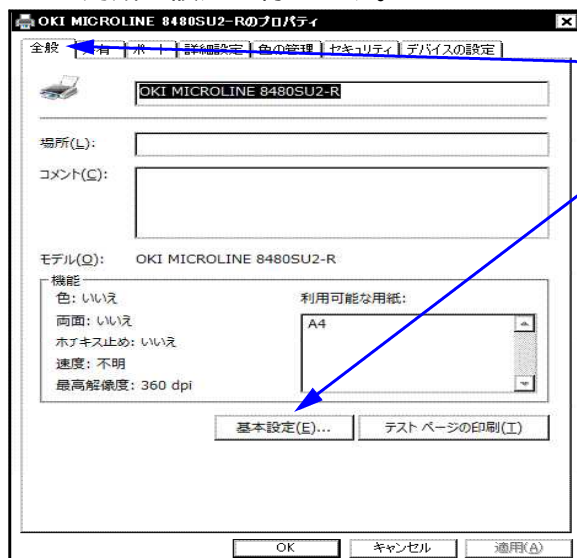 OKI MICROLINE 8480SU2-Rのプロパティ
全般 共有 ポート 詳細設定 色の管理 セキュリティ デバイスの設定
OKI MICROLINE 8480SU2-R
場所(L):
コメント(C):
モデル(O): OKI MICROLINE 8480SU2-R
機能
色: いいえ 利用可能な用紙:
両面: いいえ A4
ホチキス止め: いいえ
速度: 不明
最高解像度: 360 dpi
基本設定(E)... テスト ページの印刷(T)
OK キャンセル 適用(A)